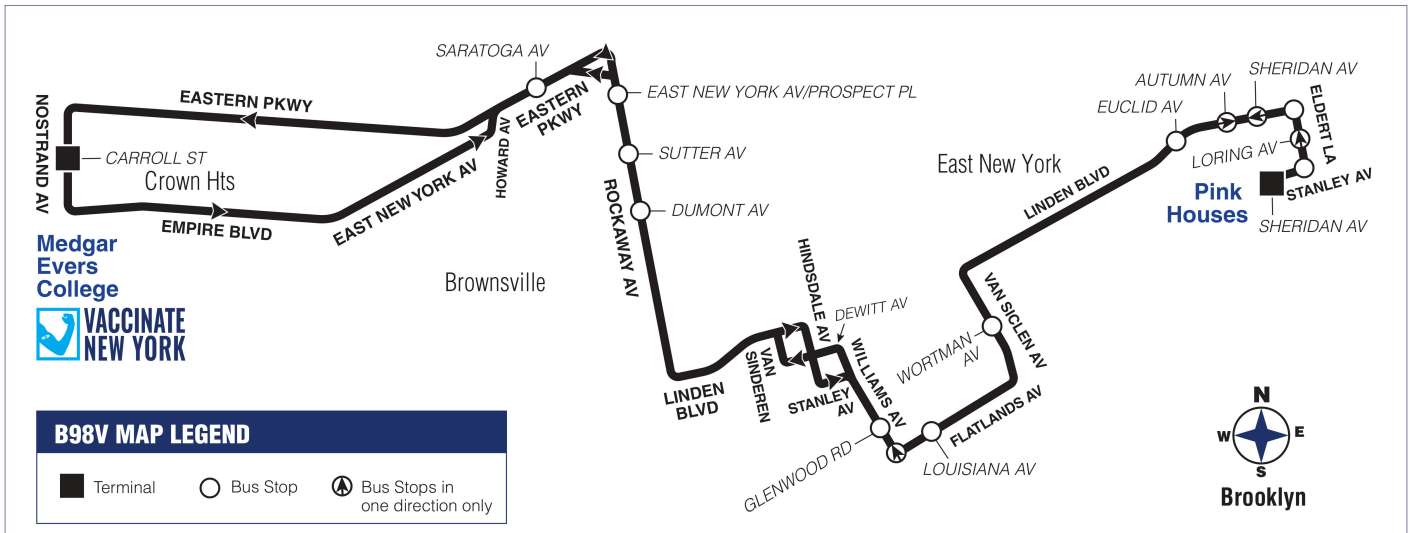 SARATOGA AV
EASTERN PKWY
NOSTRAND AV
CARROLL ST
Crown Hts
EMPIRE BLVD
EAST NEW YORK AV
HOWARD AV
EASTERN
PKWY
Medgar
Evers
College
VACCINATE
NEW YORK
EAST NEW YORK AV/PROSPECT PL
SUTTER AV
DUMONT AV
ROCKAWAY AV
Brownsville
LINDEN
BLVD
VAN
SINDEREN
HINDSDALE AV
DEWITT AV
STANLEY
AV
WILLIAMS AV
GLENWOOD RD
LOUISIANA AV
FLATLANDS AV
WORTMAN
AV
VAN SICLEN AV
East New York
LINDEN BLVD
EUCLID AV
AUTUMN AV
SHERIDAN AV
ELDERT LA
LORING AV
STANLEY AV
SHERIDAN AV
Pink
Houses
B98V MAP LEGEND
Terminal
Bus Stop
Bus Stops in
one direction only
N
W
E
S
Brooklyn